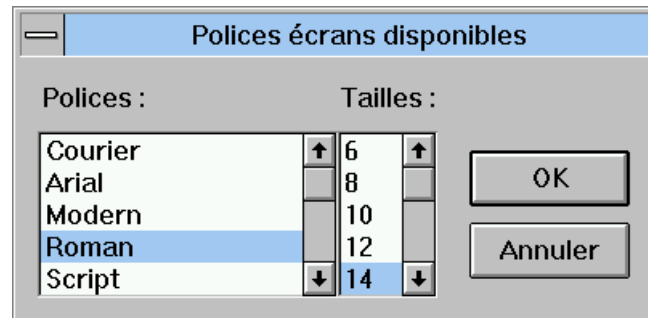 Polices écrans disponibles
Polices :
Tailles :
Courier
Arial
Modern
Roman
Script
6
8
10
12
14
OK
Annuler